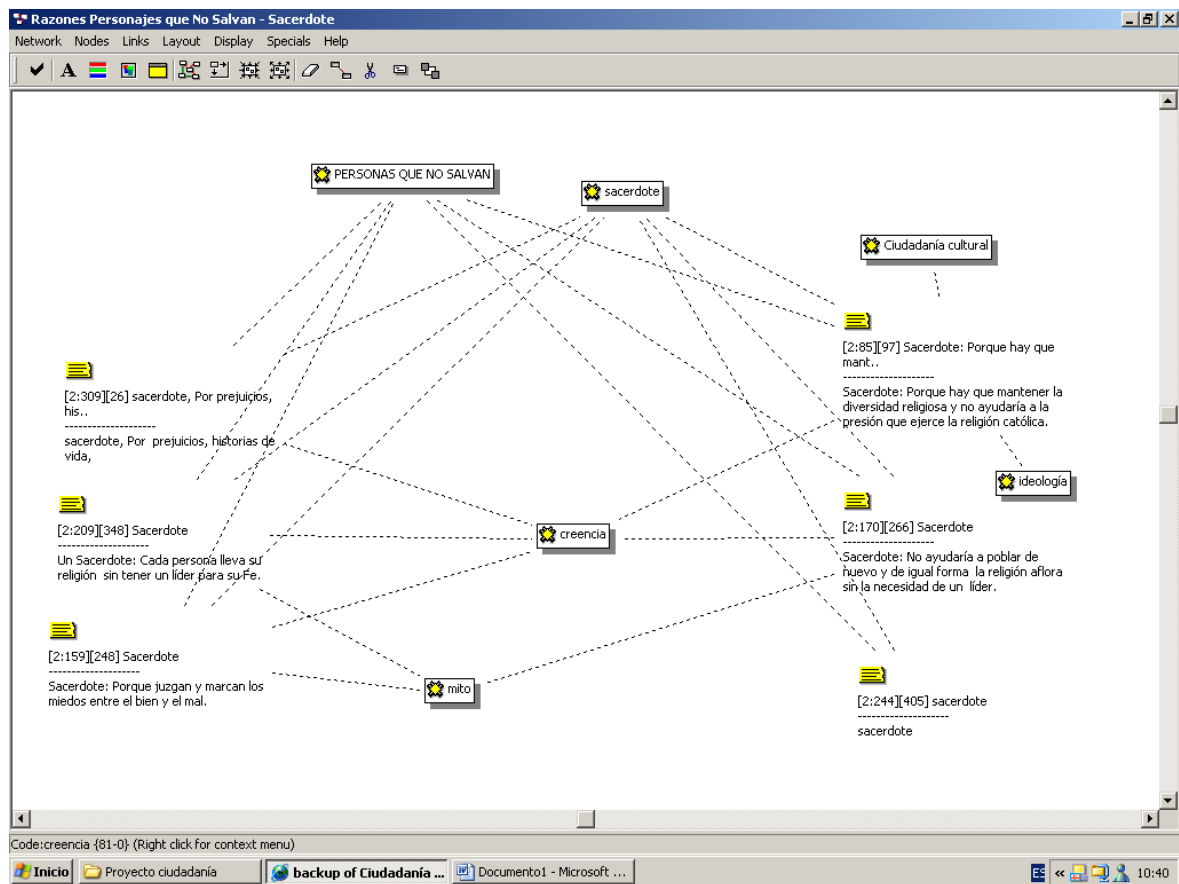 Razones Personajes que No Salvan - Sacerdote
Network Nodes Links Layout Display Specials Help
A
PERSONAS QUE NO SALVAN
sacerdote
Ciudadanía cultural
[2:85][97] Sacerdote: Porque hay que
mant..
--------------------
Sacerdote: Porque hay que mantener la
diversidad religiosa y no ayudaría a la
presión que ejerce la religión católica.
[2:309][26] sacerdote, Por prejuicios,
his..
--------------------
sacerdote, Por prejuicios, historias de
vida,
ideología
[2:209][348] Sacerdote
--------------------
Un Sacerdote: Cada persona lleva su
religión sin tener un líder para su Fe.
creencia
[2:170][266] Sacerdote
--------------------
Sacerdote: No ayudaría a poblar de
nuevo y de igual forma la religión aflora
sin la necesidad de un líder.
[2:159][248] Sacerdote
--------------------
Sacerdote: Porque juzgan y marcan los
miedos entre el bien y el mal.
mito
[2:244][405] sacerdote
--------------------
sacerdote
Code:creencia {81-0} (Right click for context menu)
Inicio Proyecto ciudadanía backup of Ciudadanía ... Documento1 - Microsoft ... ES « 10:40